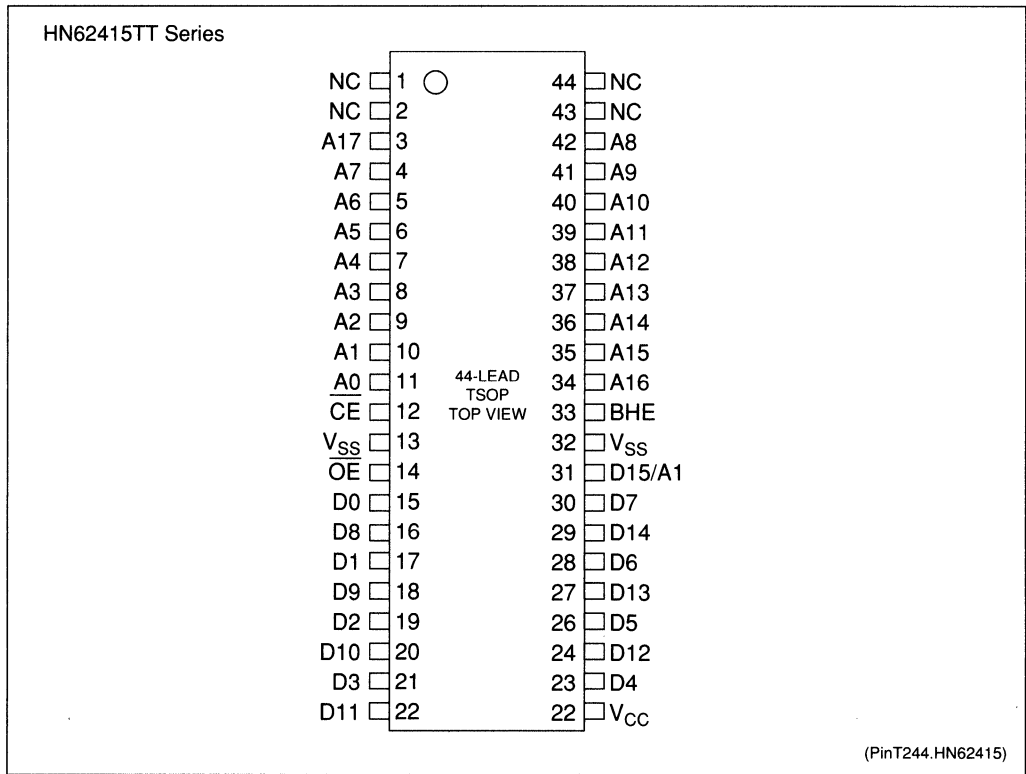 HN62415TT Series
NC 1 44 NC
NC 2 43 NC
A17 3 42 A8
A7 4 41 A9
A6 5 40 A10
A5 6 39 A11
A4 7 38 A12
A3 8 37 A13
A2 9 36 A14
A1 10 35 A15
A0 11 34 A16
C̅E̅ 12 33 BHE
VSS 13 32 VSS
O̅E̅ 14 31 D15/A1
D0 15 30 D7
D8 16 29 D14
D1 17 28 D6
D9 18 27 D13
D2 19 26 D5
D10 20 24 D12
D3 21 23 D4
D11 22 22 VCC
44-LEAD
TSOP
TOP VIEW
(PinT244.HN62415)